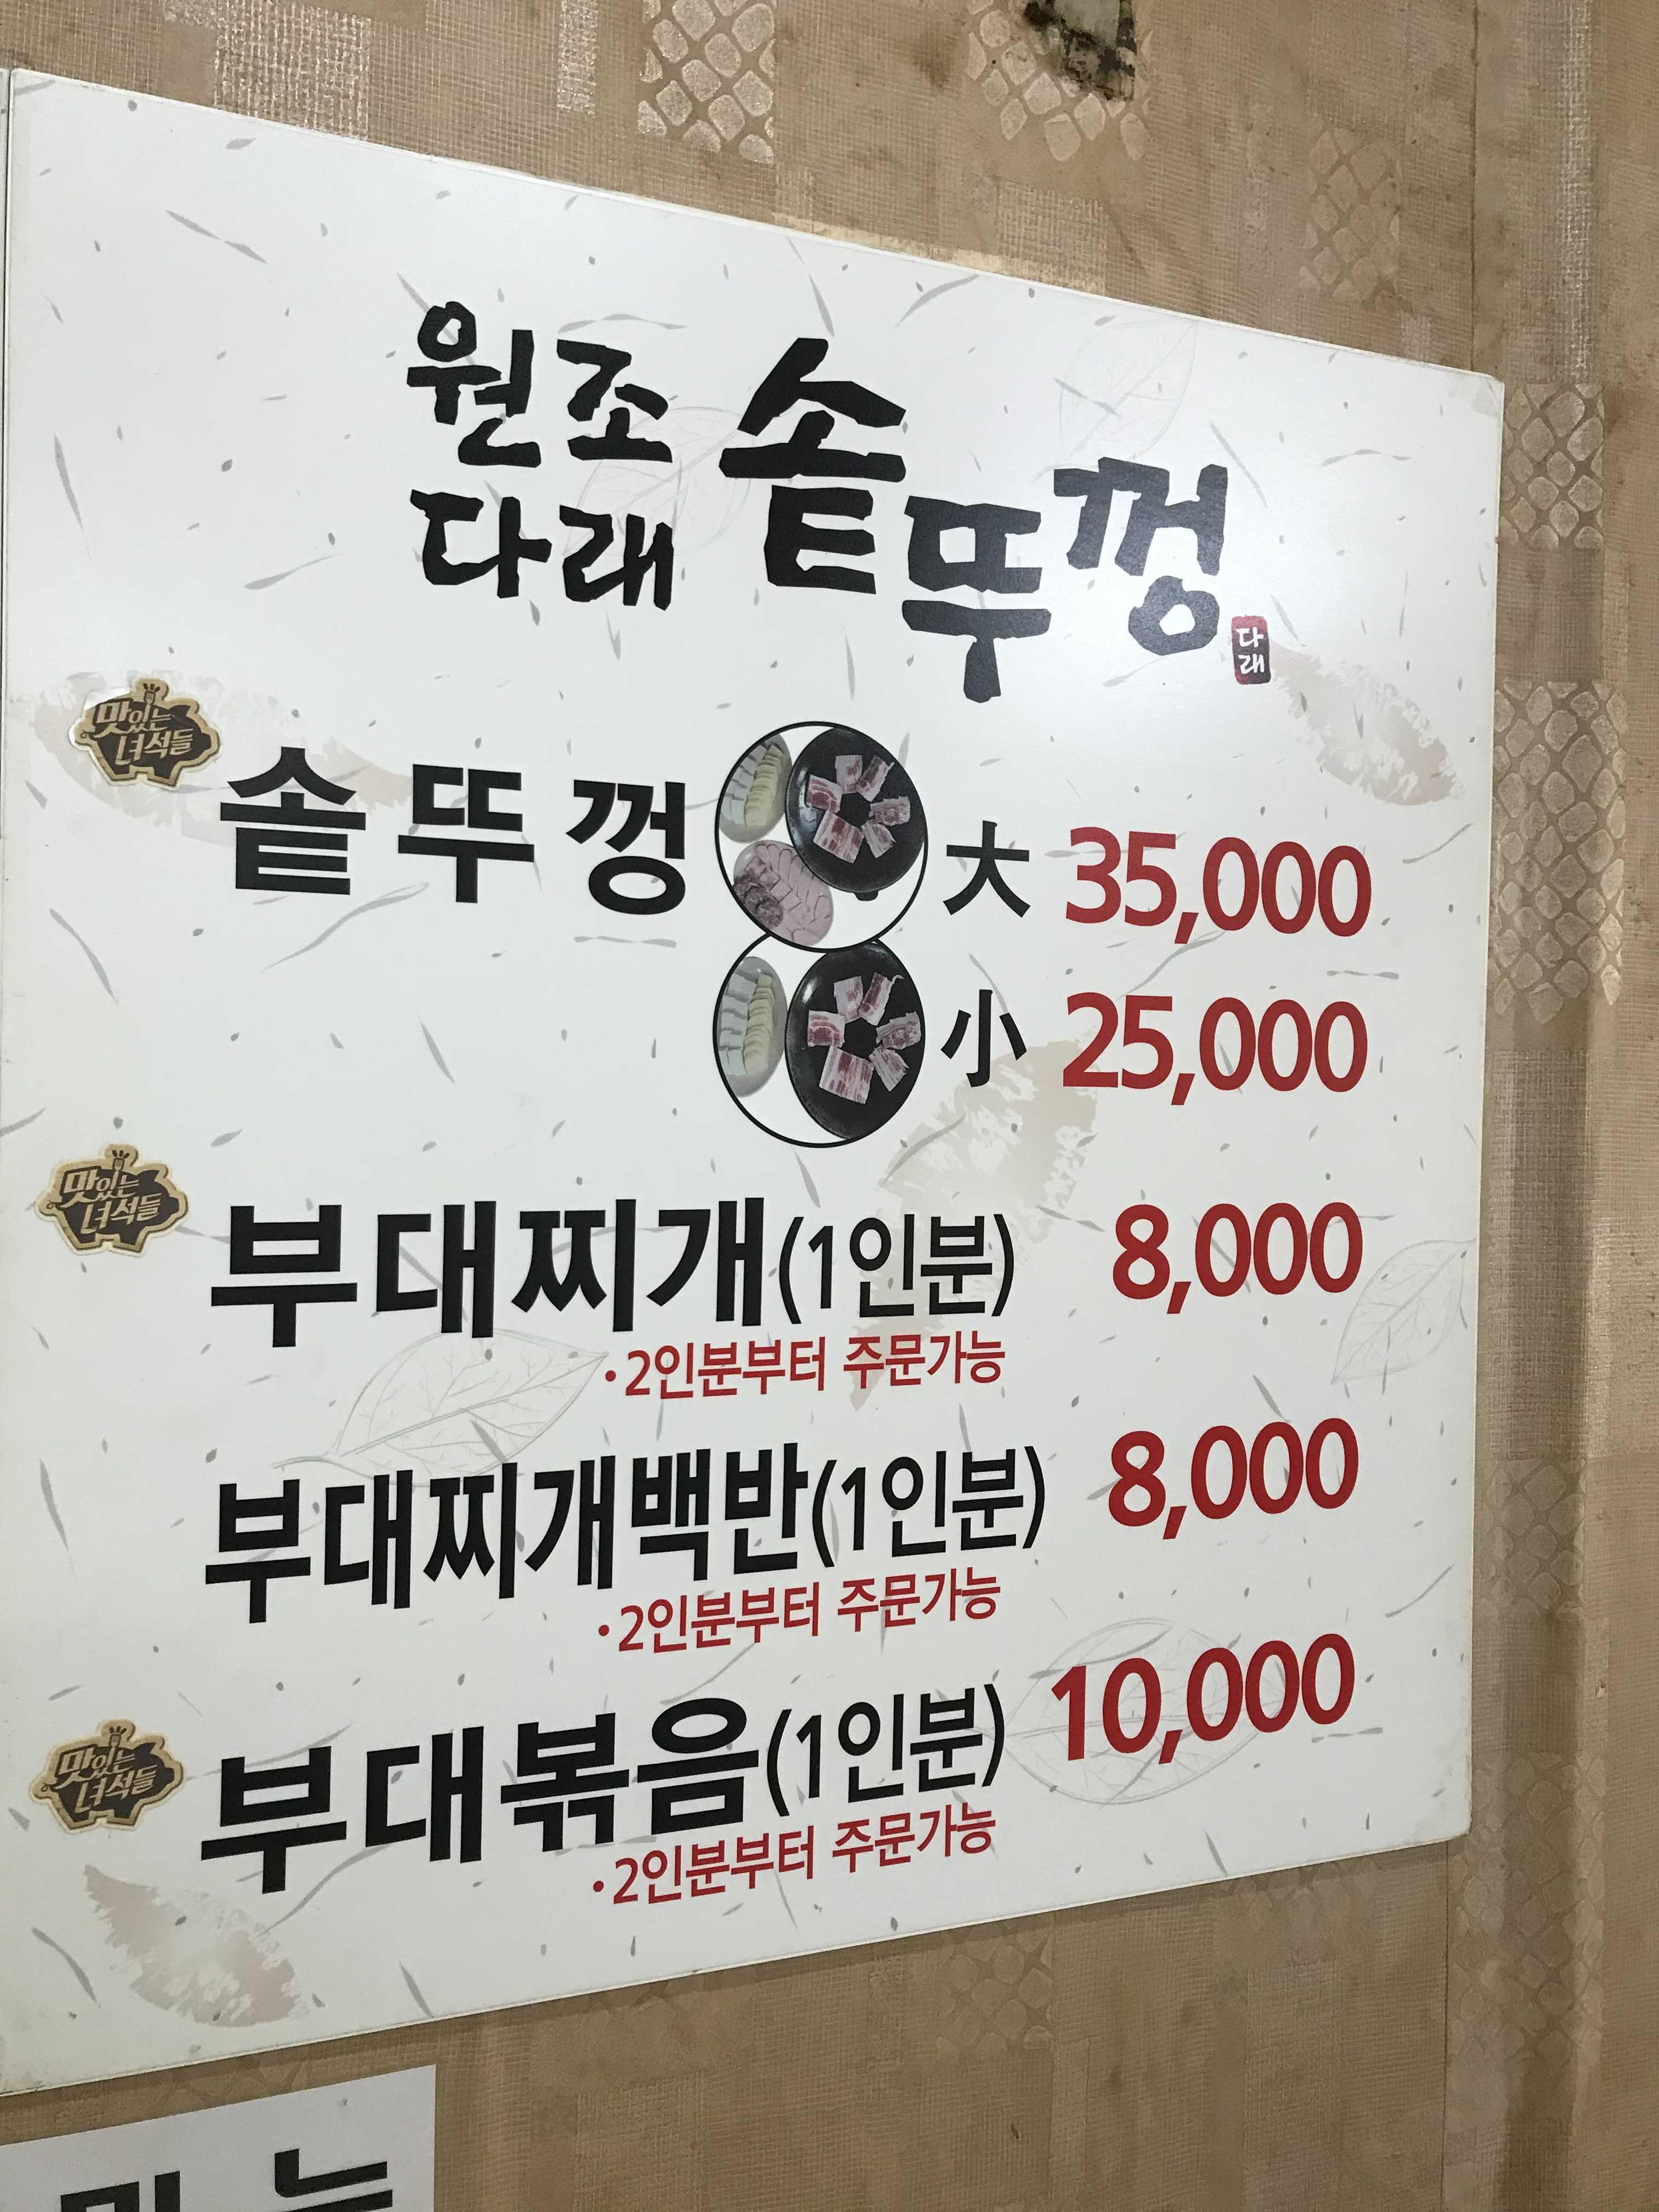 원조
다래
솥뚜껑
다래
맛있는
녀석들
솥뚜껑 大 35,000
小 25,000
맛있는
녀석들
부대찌개(1인분) 8,000
·2인분부터 주문가능
부대찌개백반(1인분) 8,000
·2인분부터 주문가능
맛있는
녀석들
부대볶음(1인분) 10,000
·2인분부터 주문가능